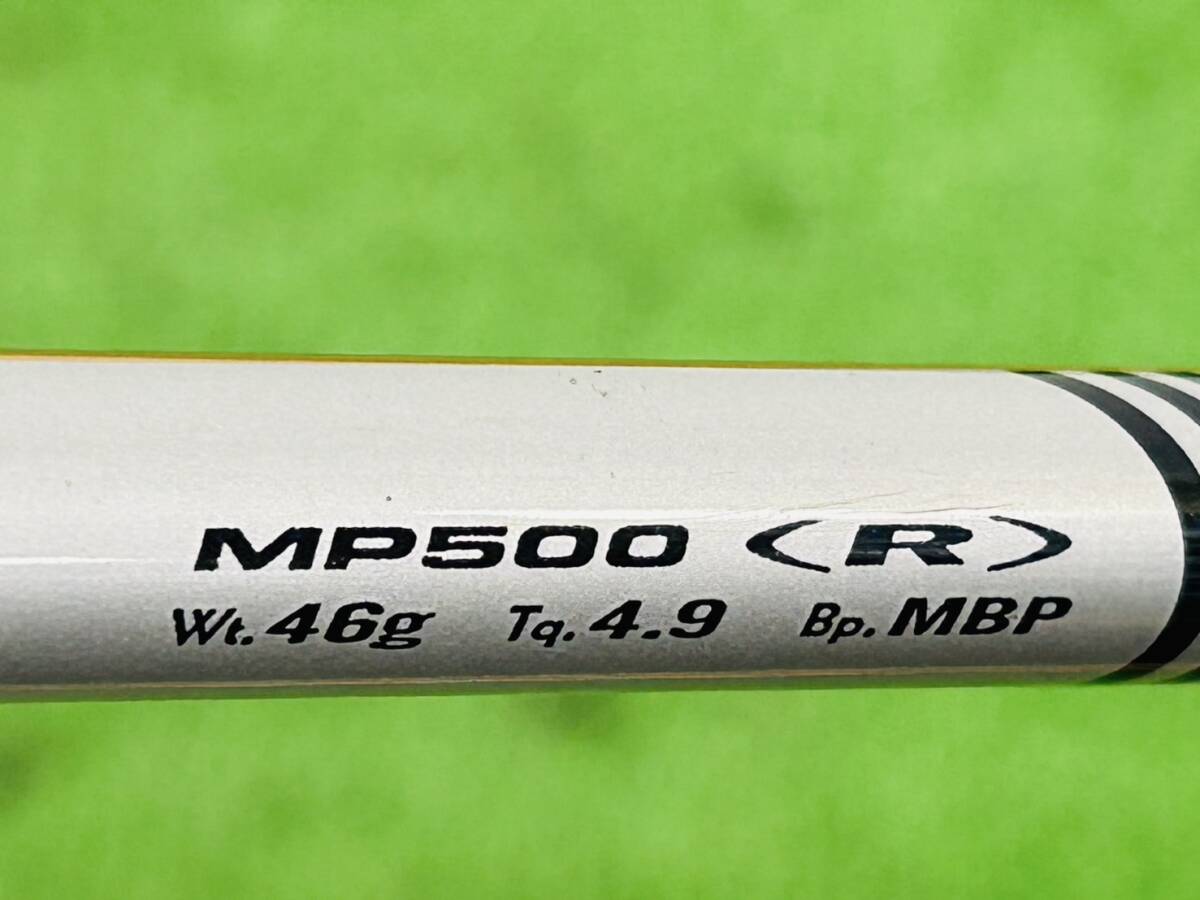 MP500 (R)
Wt. 46g Tq. 4.9 Bp. MBP